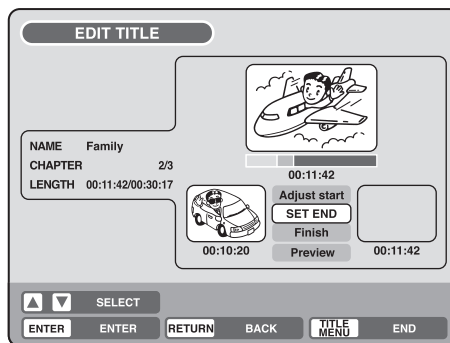 EDIT TITLE
NAME Family
CHAPTER 2/3
LENGTH 00:11:42/00:30:17
00:11:42
Adjust start
SET END
Finish
Preview
00:10:20
00:11:42
SELECT
ENTER ENTER RETURN BACK TITLE MENU END